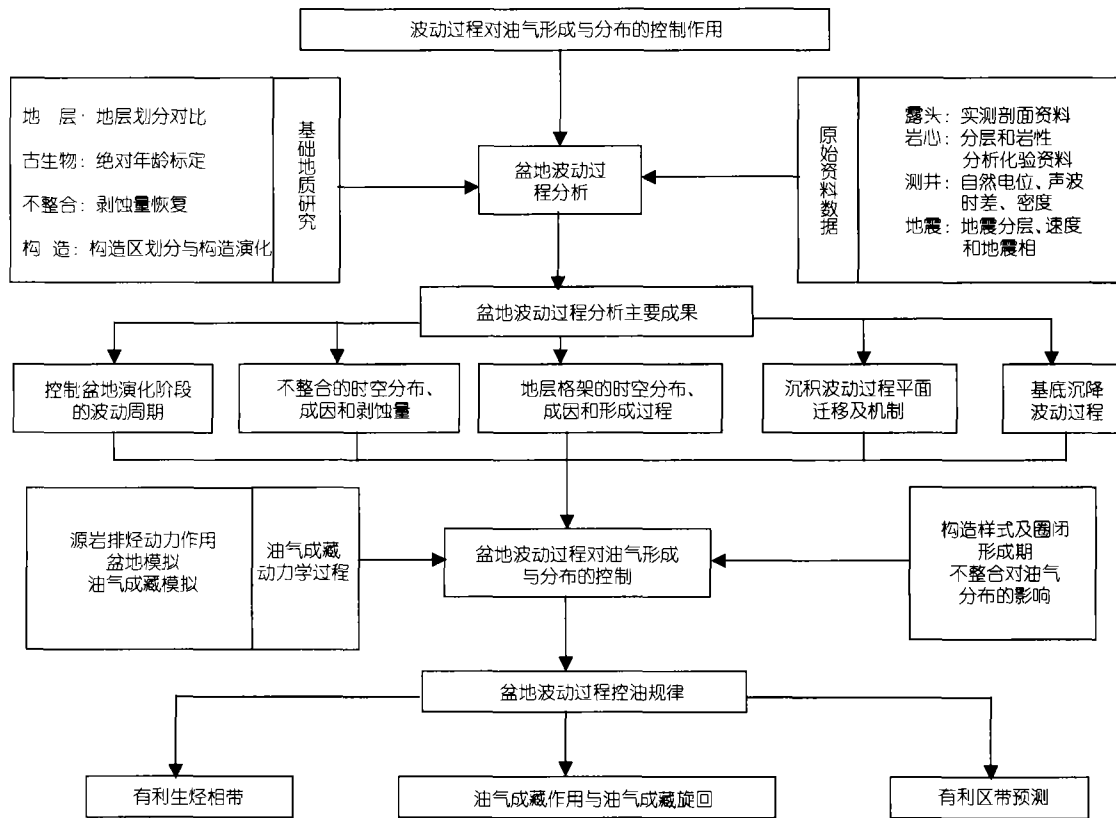 波动过程对油气形成与分布的控制作用
地 层: 地层划分对比
古生物: 绝对年龄标定
不整合: 剥蚀量恢复
构 造: 构造区划分与构造演化
基础地质研究
盆地波动过
程分析
原始资料数据
露头: 实测剖面资料
岩心: 分层和岩性
分析化验资料
测井: 自然电位、声波
时差、密度
地震: 地震分层、速度
和地震相
盆地波动过程分析主要成果
控制盆地演化阶段
的波动周期
不整合的时空分布、
成因和剥蚀量
地层格架的时空分布、
成因和形成过程
沉积波动过程平面
迁移及机制
基底沉降
波动过程
源岩排烃动力作用
盆地模拟
油气成藏模拟
油气成藏
动力学过程
盆地波动过程对油气形成
与分布的控制
构造样式及圈闭
形成期
不整合对油气
分布的影响
盆地波动过程控油规律
有利生烃相带
油气成藏作用与油气成藏旋回
有利区带预测